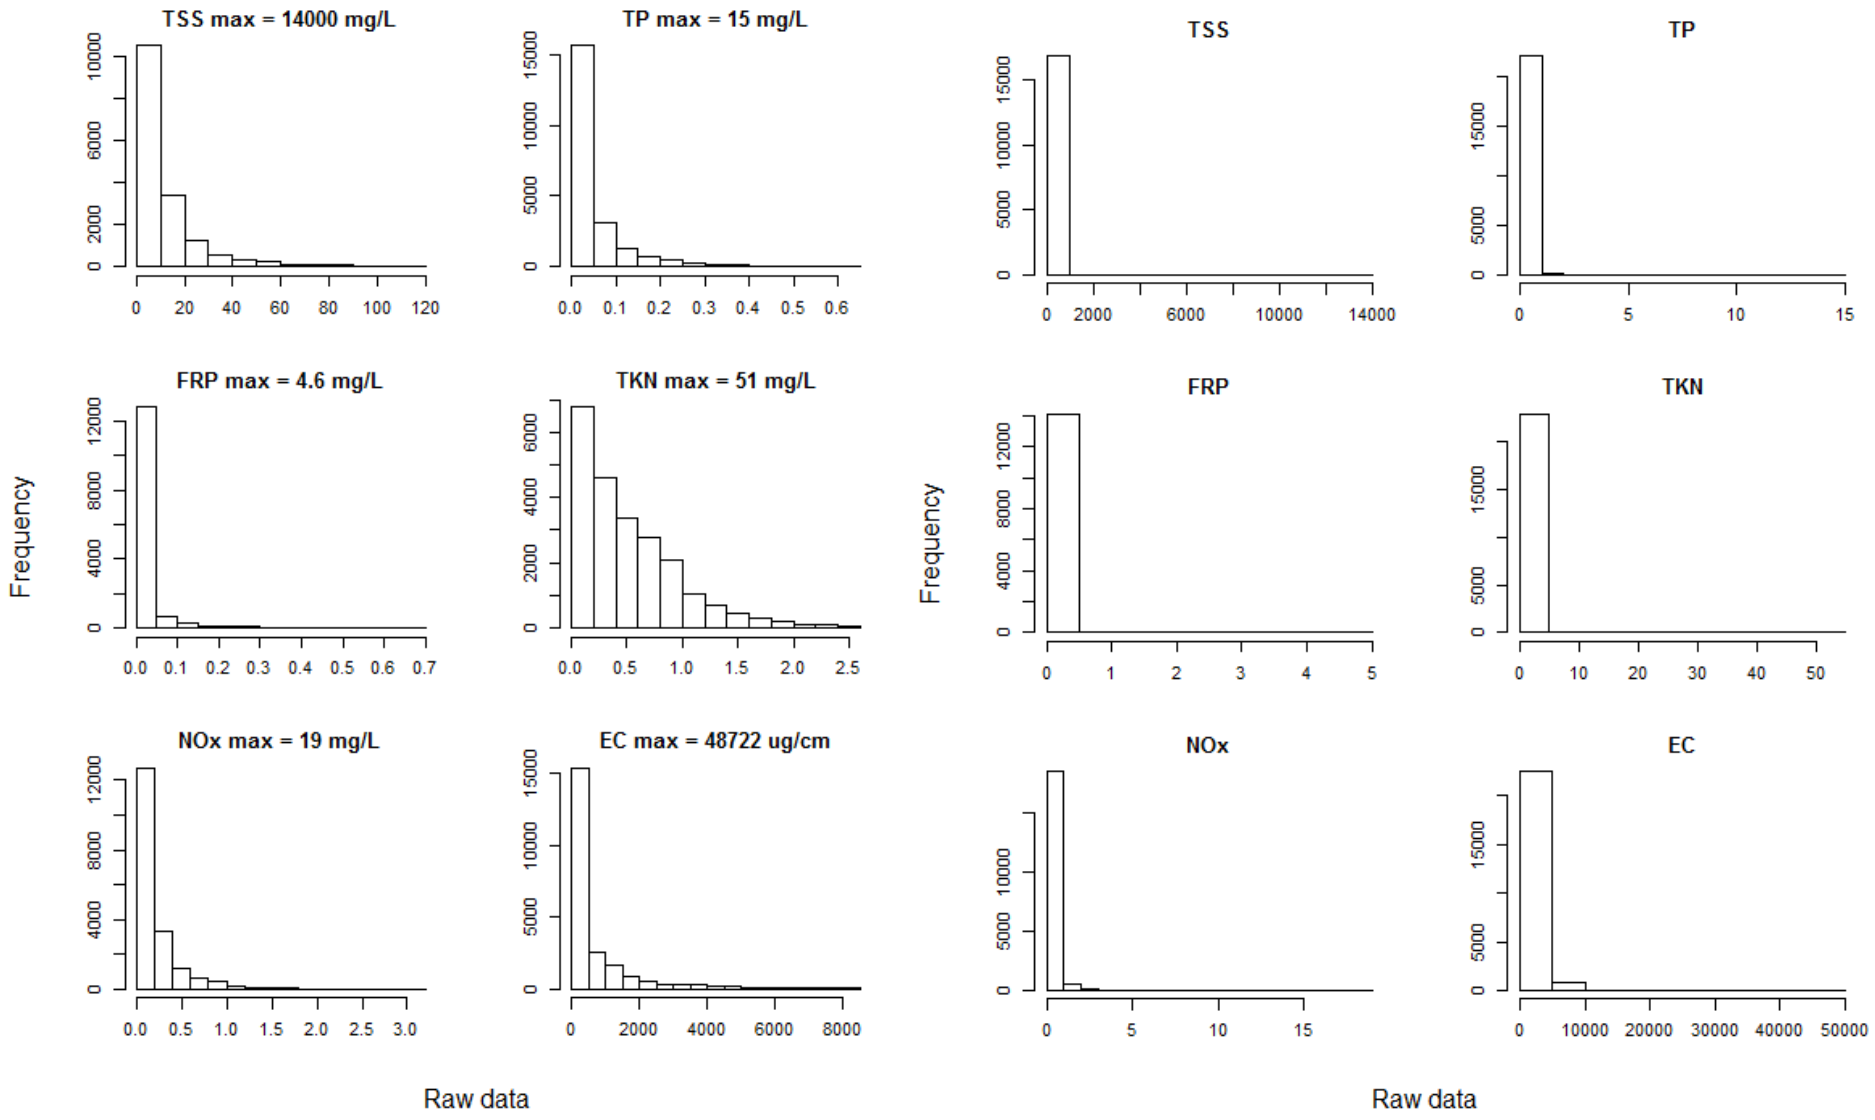 TSS max = 14000 mg/L
10000
6000
2000
0
0 20 40 60 80 100 120
TP max = 15 mg/L
15000
10000
5000
0
0.0 0.1 0.2 0.3 0.4 0.5 0.6
TSS
15000
10000
5000
0
0 2000 6000 10000 14000
TP
15000
5000
0
0 5 10 15
FRP max = 4.6 mg/L
12000
8000
4000
0
0.0 0.1 0.2 0.3 0.4 0.5 0.6 0.7
TKN max = 51 mg/L
6000
4000
2000
0
0.0 0.5 1.0 1.5 2.0 2.5
FRP
12000
8000
4000
0
0 1 2 3 4 5
TKN
15000
5000
0
0 10 20 30 40 50
Frequency
Frequency
NOx max = 19 mg/L
12000
8000
4000
0
0.0 0.5 1.0 1.5 2.0 2.5 3.0
EC max = 48722 ug/cm
15000
10000
5000
0
0 2000 4000 6000 8000
NOx
10000
5000
0
0 5 10 15
EC
15000
5000
0
0 10000 20000 30000 40000 50000
Raw data
Raw data